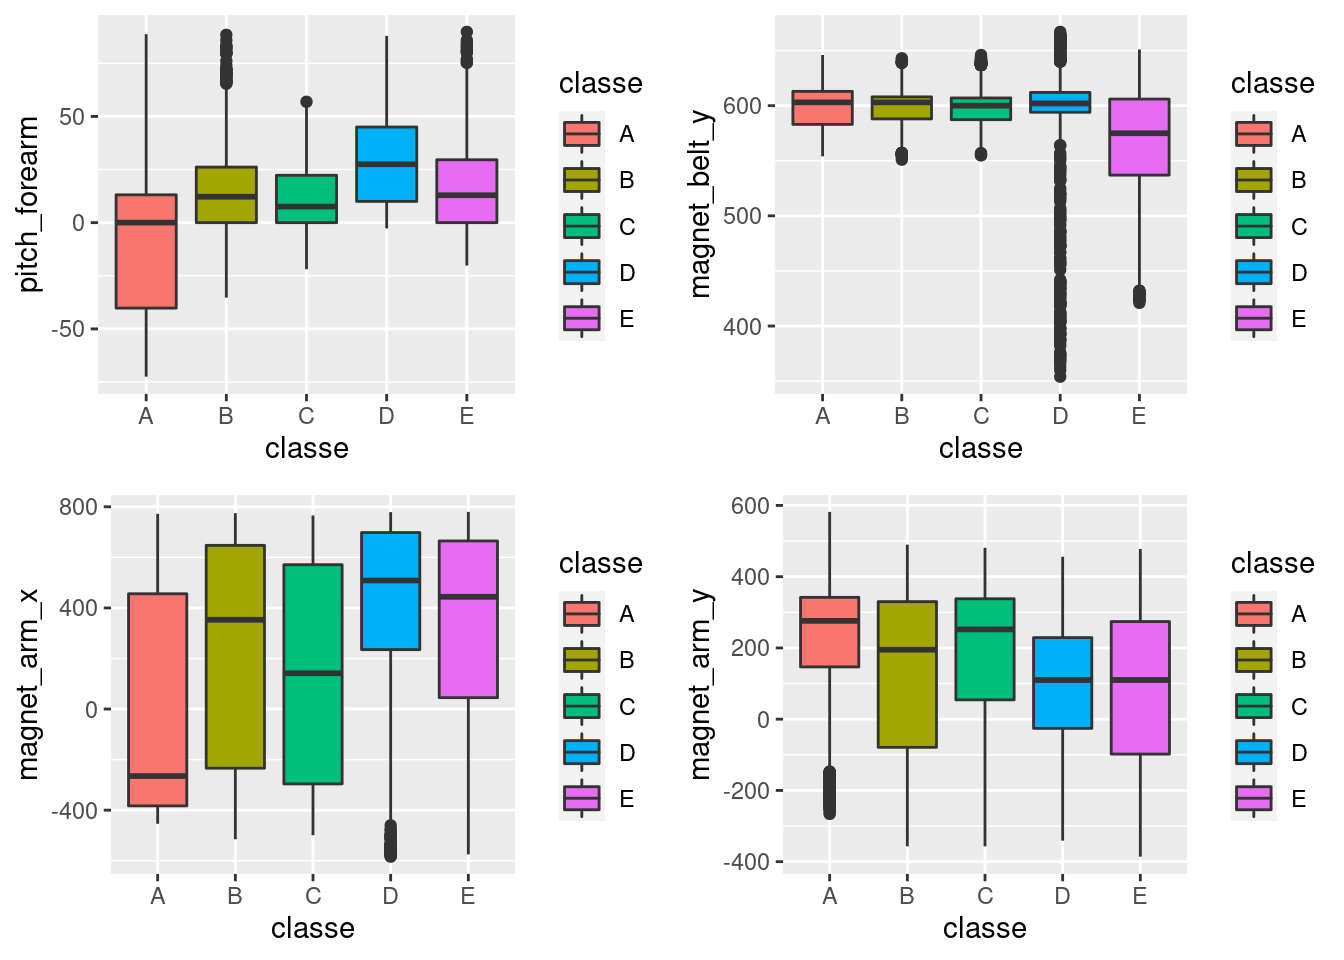 pitch_forearm
50
0
-50
A B C D E
classe
classe
A
B
C
D
E
magnet_belt_y
600
500
400
A B C D E
classe
classe
A
B
C
D
E
magnet_arm_x
800
400
0
-400
A B C D E
classe
classe
A
B
C
D
E
magnet_arm_y
600
400
200
0
-200
-400
A B C D E
classe
classe
A
B
C
D
E